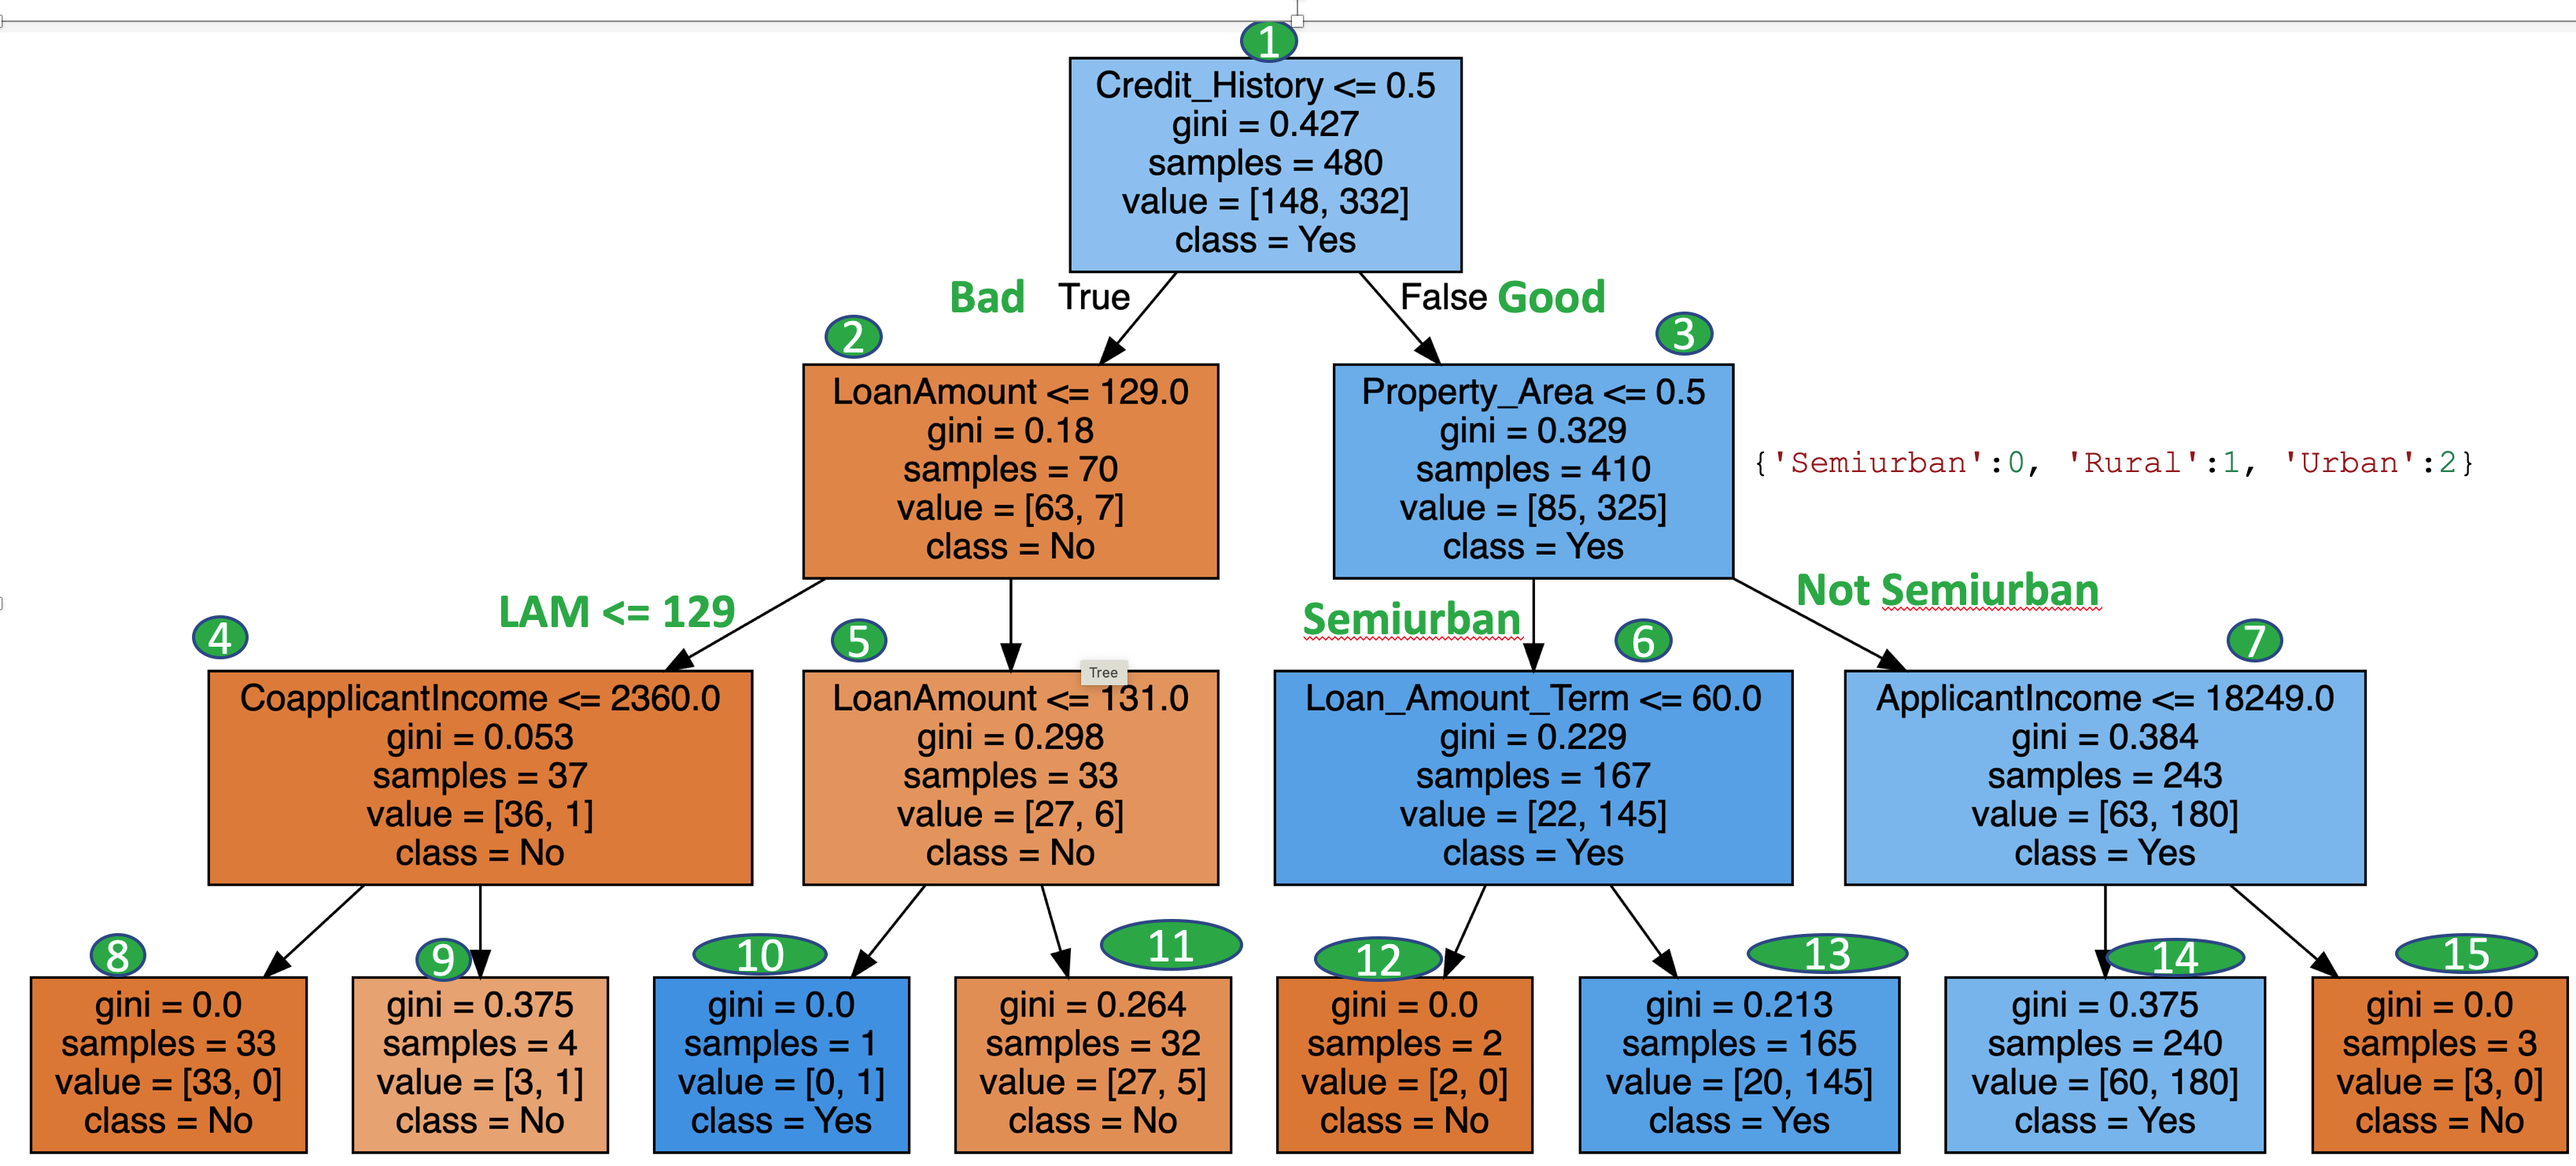 1
Credit_History <= 0.5
gini = 0.427
samples = 480
value = [148, 332]
class = Yes
Bad True
False Good
2
LoanAmount <= 129.0
gini = 0.18
samples = 70
value = [63, 7]
class = No
3
Property_Area <= 0.5
gini = 0.329
samples = 410
value = [85, 325]
class = Yes
{'Semiurban':0, 'Rural':1, 'Urban':2}
LAM <= 129
Semiurban
Not Semiurban
4
CoapplicantIncome <= 2360.0
gini = 0.053
samples = 37
value = [36, 1]
class = No
5
Tree
LoanAmount <= 131.0
gini = 0.298
samples = 33
value = [27, 6]
class = No
6
Loan_Amount_Term <= 60.0
gini = 0.229
samples = 167
value = [22, 145]
class = Yes
7
ApplicantIncome <= 18249.0
gini = 0.384
samples = 243
value = [63, 180]
class = Yes
8
gini = 0.0
samples = 33
value = [33, 0]
class = No
9
gini = 0.375
samples = 4
value = [3, 1]
class = No
10
gini = 0.0
samples = 1
value = [0, 1]
class = Yes
11
gini = 0.264
samples = 32
value = [27, 5]
class = No
12
gini = 0.0
samples = 2
value = [2, 0]
class = No
13
gini = 0.213
samples = 165
value = [20, 145]
class = Yes
14
gini = 0.375
samples = 240
value = [60, 180]
class = Yes
15
gini = 0.0
samples = 3
value = [3, 0]
class = No